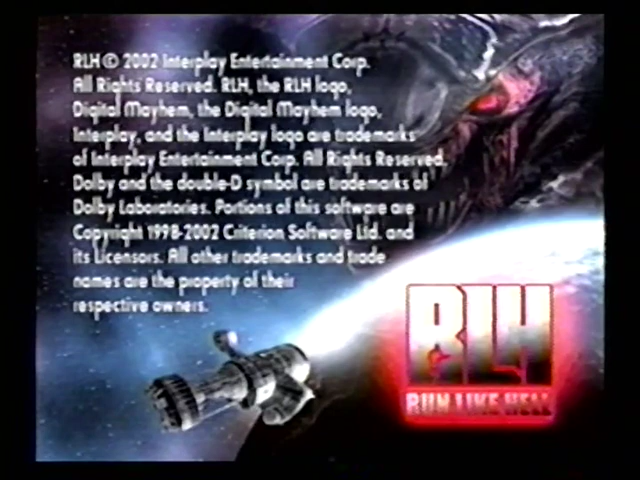 RLH© 2002 Interplay Entertainment Corp.
All Rights Reserved. RLH, the RLH logo,
Digital Mayhem, the Digital Mayhem logo,
Interplay, and the Interplay logo are trademarks
of Interplay Entertainment Corp. All Rights Reserved.
Dolby and the double-D symbol are trademarks of
Dolby Laboratories. Portions of this software are
Copyright 1998-2002 Criterion Software Ltd. and
its Licensors. All other trademarks and trade
names are the property of their
respective owners.
RLH
RUN LIKE HELL